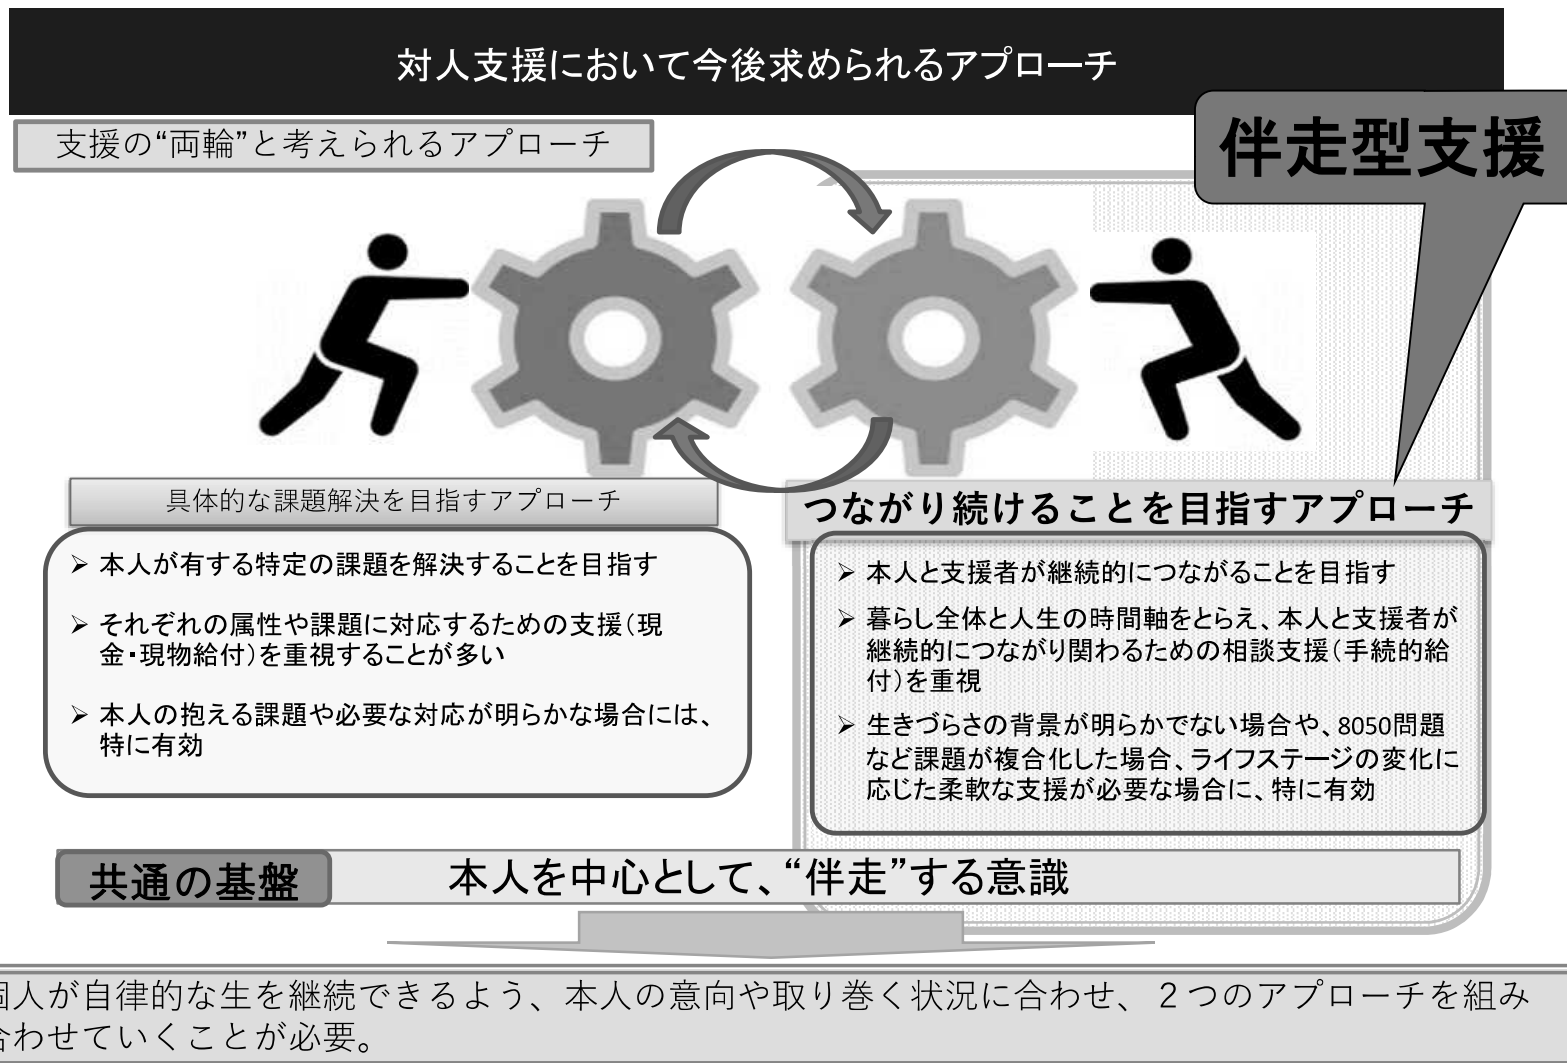 対人支援において今後求められるアプローチ
支援の“両輪”と考えられるアプローチ
伴走型支援
具体的な課題解決を目指すアプローチ
➢ 本人が有する特定の課題を解決することを目指す
➢ それぞれの属性や課題に対応するための支援（現
金・現物給付）を重視することが多い
➢ 本人の抱える課題や必要な対応が明らかな場合には、
特に有効
つながり続けることを目指すアプローチ
➢ 本人と支援者が継続的につながることを目指す
➢ 暮らし全体と人生の時間軸をとらえ、本人と支援者が
継続的につながり関わるための相談支援（手続的給
付）を重視
➢ 生きづらさの背景が明らかでない場合や、8050問題
など課題が複合化した場合、ライフステージの変化に
応じた柔軟な支援が必要な場合に、特に有効
共通の基盤
本人を中心として、“伴走”する意識
個人が自律的な生を継続できるよう、本人の意向や取り巻く状況に合わせ、２つのアプローチを組み
合わせていくことが必要。